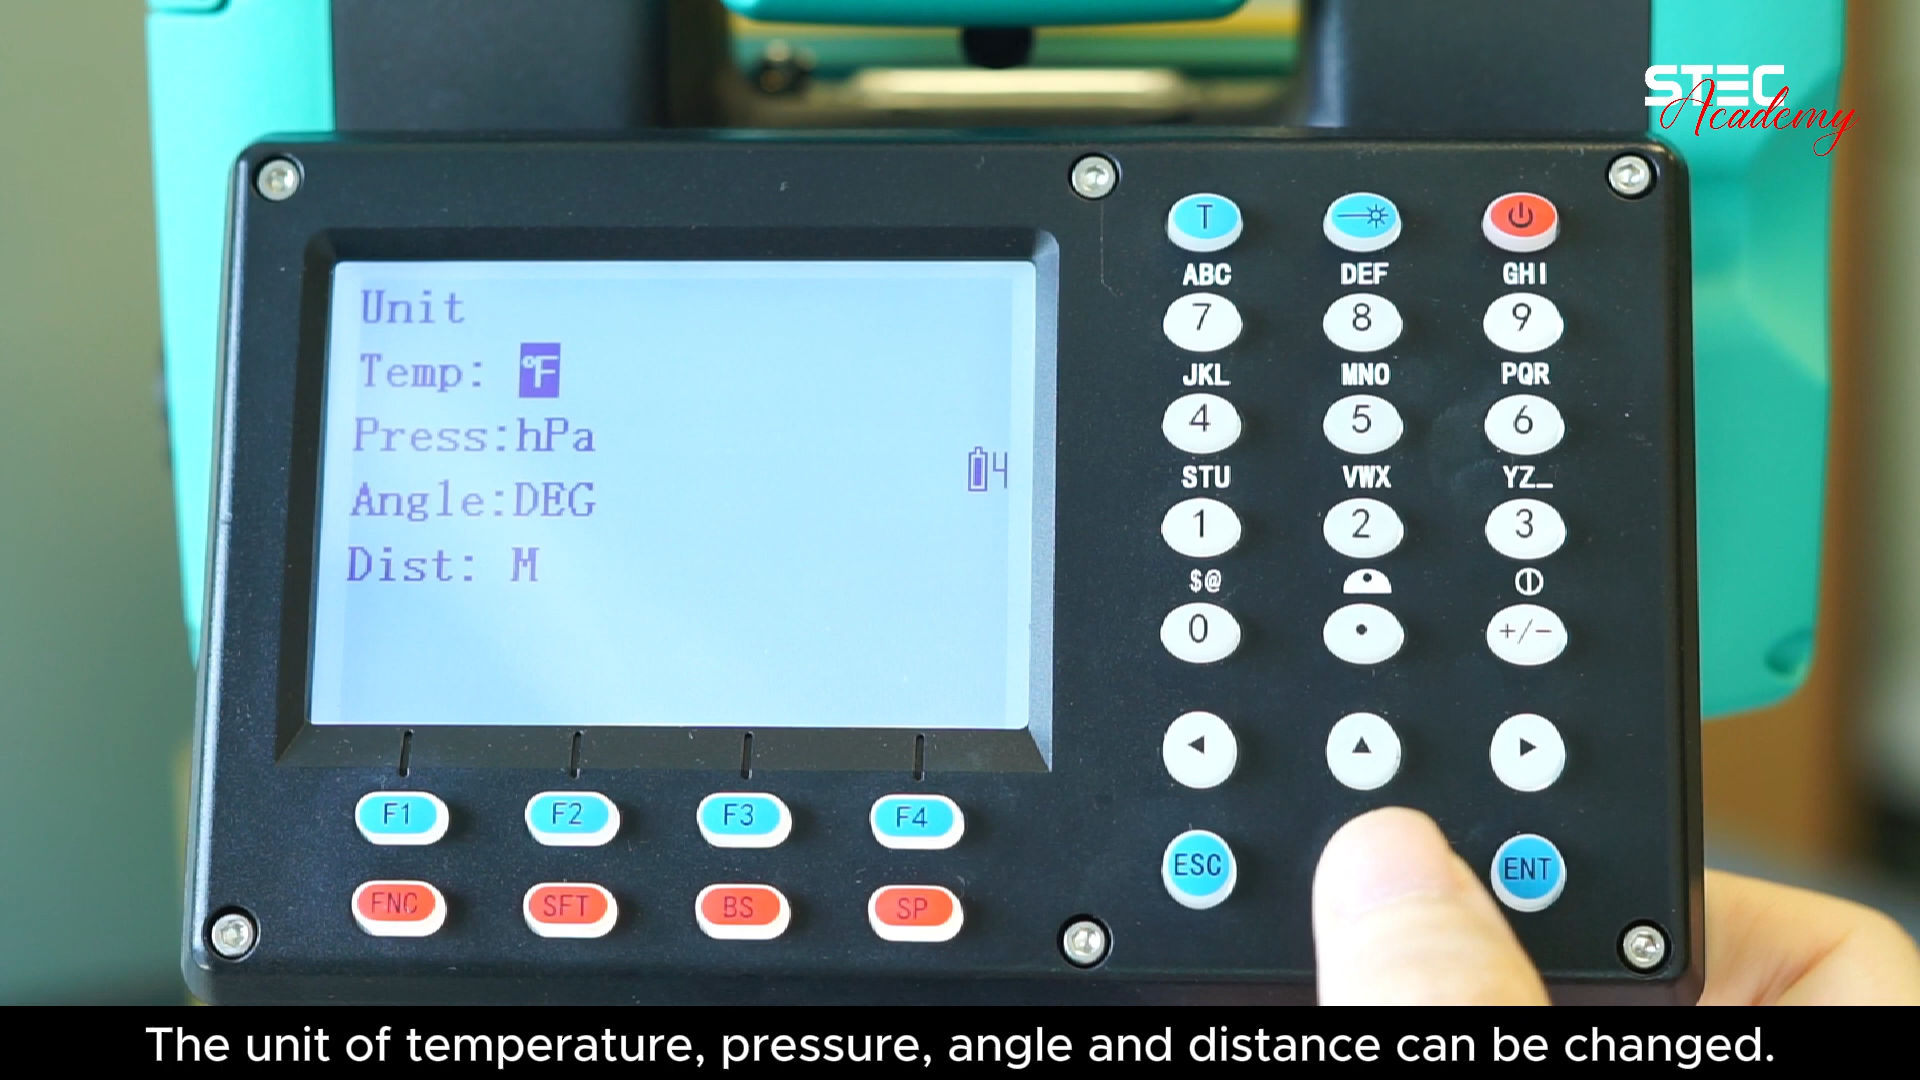 STEC
Academy
Unit
Temp: °F
Press:hPa
Angle:DEG
Dist: M
4
T
ABC DEF GHI
7 8 9
JKL MNO PQR
4 5 6
STU VWX YZ_
1 2 3
$@
0 • +/-
F1 F2 F3 F4
ESC ENT
FNC SFT BS SP
The unit of temperature, pressure, angle and distance can be changed.